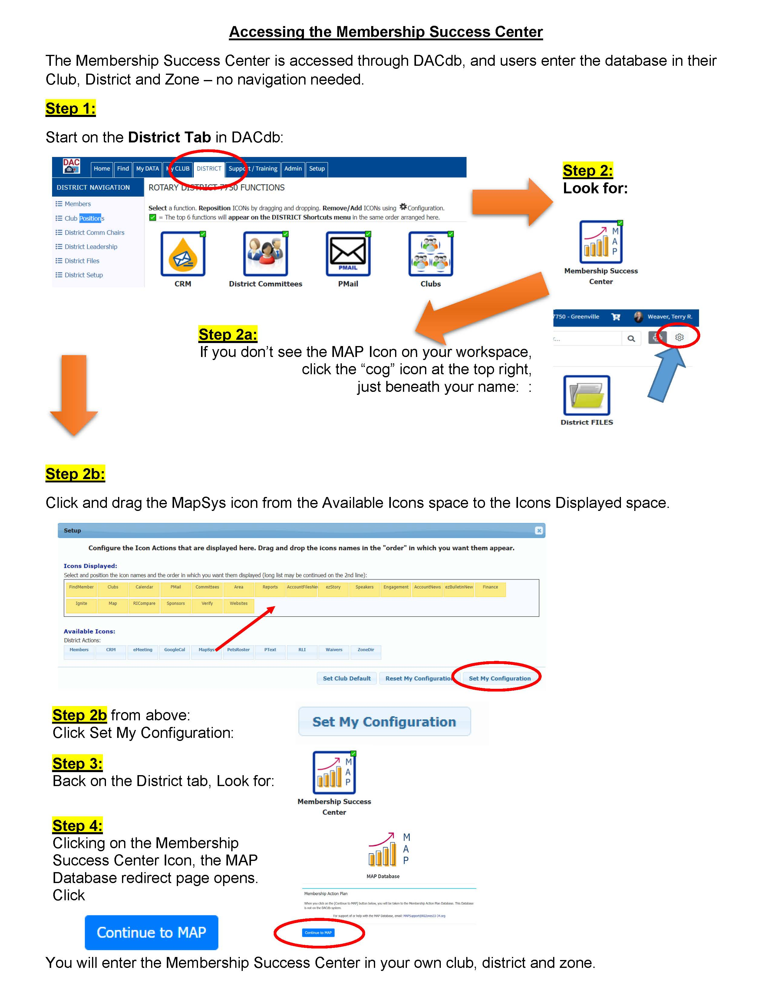 Accessing the Membership Success Center
The Membership Success Center is accessed through DACdb, and users enter the database in their
Club, District and Zone – no navigation needed.
Step 1:
Start on the District Tab in DACdb:
DAC
db
Home Find My DATA My CLUB DISTRICT Support / Training Admin Setup
DISTRICT NAVIGATION
Members
Club Positions
District Comm Chairs
District Leadership
District Files
District Setup
ROTARY DISTRICT 7750 FUNCTIONS
Select a function. Reposition ICONs by dragging and dropping. Remove/Add ICONs using Configuration.
= The top 6 functions will appear on the DISTRICT Shortcuts menu in the same order arranged here.
PMAIL
CRM District Committees PMail Clubs
Step 2:
Look for:
M
A
P
Membership Success
Center
Step 2a:
If you don’t see the MAP Icon on your workspace,
click the “cog” icon at the top right,
just beneath your name: :
7750 - Greenville Weaver, Terry R.
r...
District FILES
Step 2b:
Click and drag the MapSys icon from the Available Icons space to the Icons Displayed space.
Setup
Configure the Icon Actions that are displayed here. Drag and drop the icons names in the "order" in which you want them appear.
Icons Displayed:
Select and position the icon names and the order in which you want them displayed (long list may be continued on the 2nd line):
FindMember Clubs Calendar PMail Committees Area Reports AccountFilesNew ezStory Speakers Engagement AccountNews ezBulletinNew Finance
Ignite Map RICompare Sponsors Verify Websites
Available Icons:
District Actions:
Members CRM eMeeting GoogleCal MapSys PetsRoster PText RLI Waivers ZoneDir
Set Club Default Reset My Configuration Set My Configuration
Step 2b from above:
Click Set My Configuration:
Set My Configuration
Step 3:
Back on the District tab, Look for:
M
A
P
Membership Success
Center
Step 4:
Clicking on the Membership
Success Center Icon, the MAP
Database redirect page opens.
Click
Continue to MAP
M
A
P
MAP Database
Membership Action Plan
When you click on the [Continue to MAP] button below, you will be taken to the Membership Action Plan Database. This Database
is not on the DACdb system.
For support of or help with the MAP Database, email: MAPSupport@RIZones33-34.org
Continue to MAP
You will enter the Membership Success Center in your own club, district and zone.